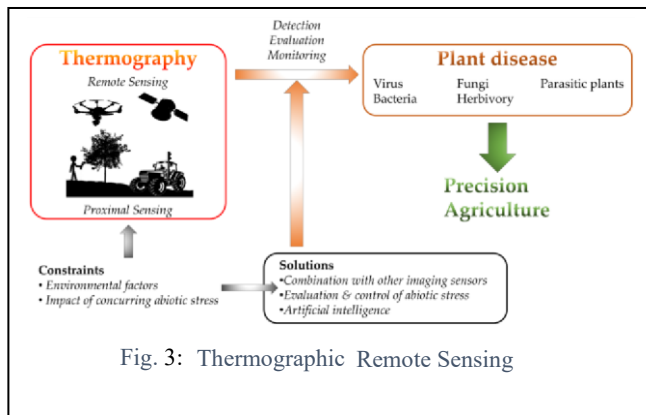 Detection
Evaluation
Monitoring
Thermography
Remote Sensing
Proximal Sensing
Plant disease
Virus Fungi Parasitic plants
Bacteria Herbivory
Precision
Agriculture
Constraints
• Environmental factors
• Impact of concurring abiotic stress
Solutions
•Combination with other imaging sensors
•Evaluation & control of abiotic stress
•Artificial intelligence
Fig. 3: Thermographic Remote Sensing